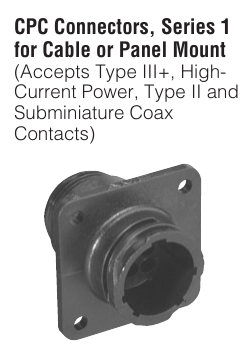 CPC Connectors, Series 1
for Cable or Panel Mount
(Accepts Type III+, High-
Current Power, Type II and
Subminiature Coax
Contacts)